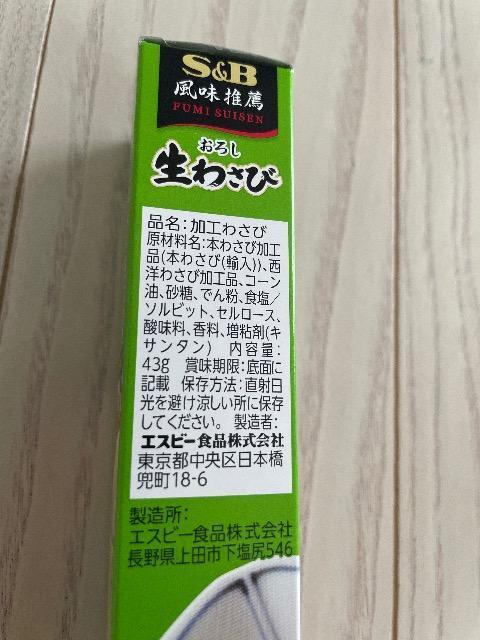 S&B
風味推薦
FUMI SUISEN
おろし
生わさび
品名:加工わさび
原材料名:本わさび加工
品(本わさび(輸入))、西
洋わさび加工品、コーン
油、砂糖、でん粉、食塩/
ソルビット、セルロース、
酸味料、香料、増粘剤(キ
サンタン) 内容量:
43g 賞味期限:底面に
記載 保存方法:直射日
光を避け涼しい所に保存
してください。 製造者:
エスビー食品株式会社
東京都中央区日本橋
兜町18-6
製造所:
エスビー食品株式会社
長野県上田市下塩尻546